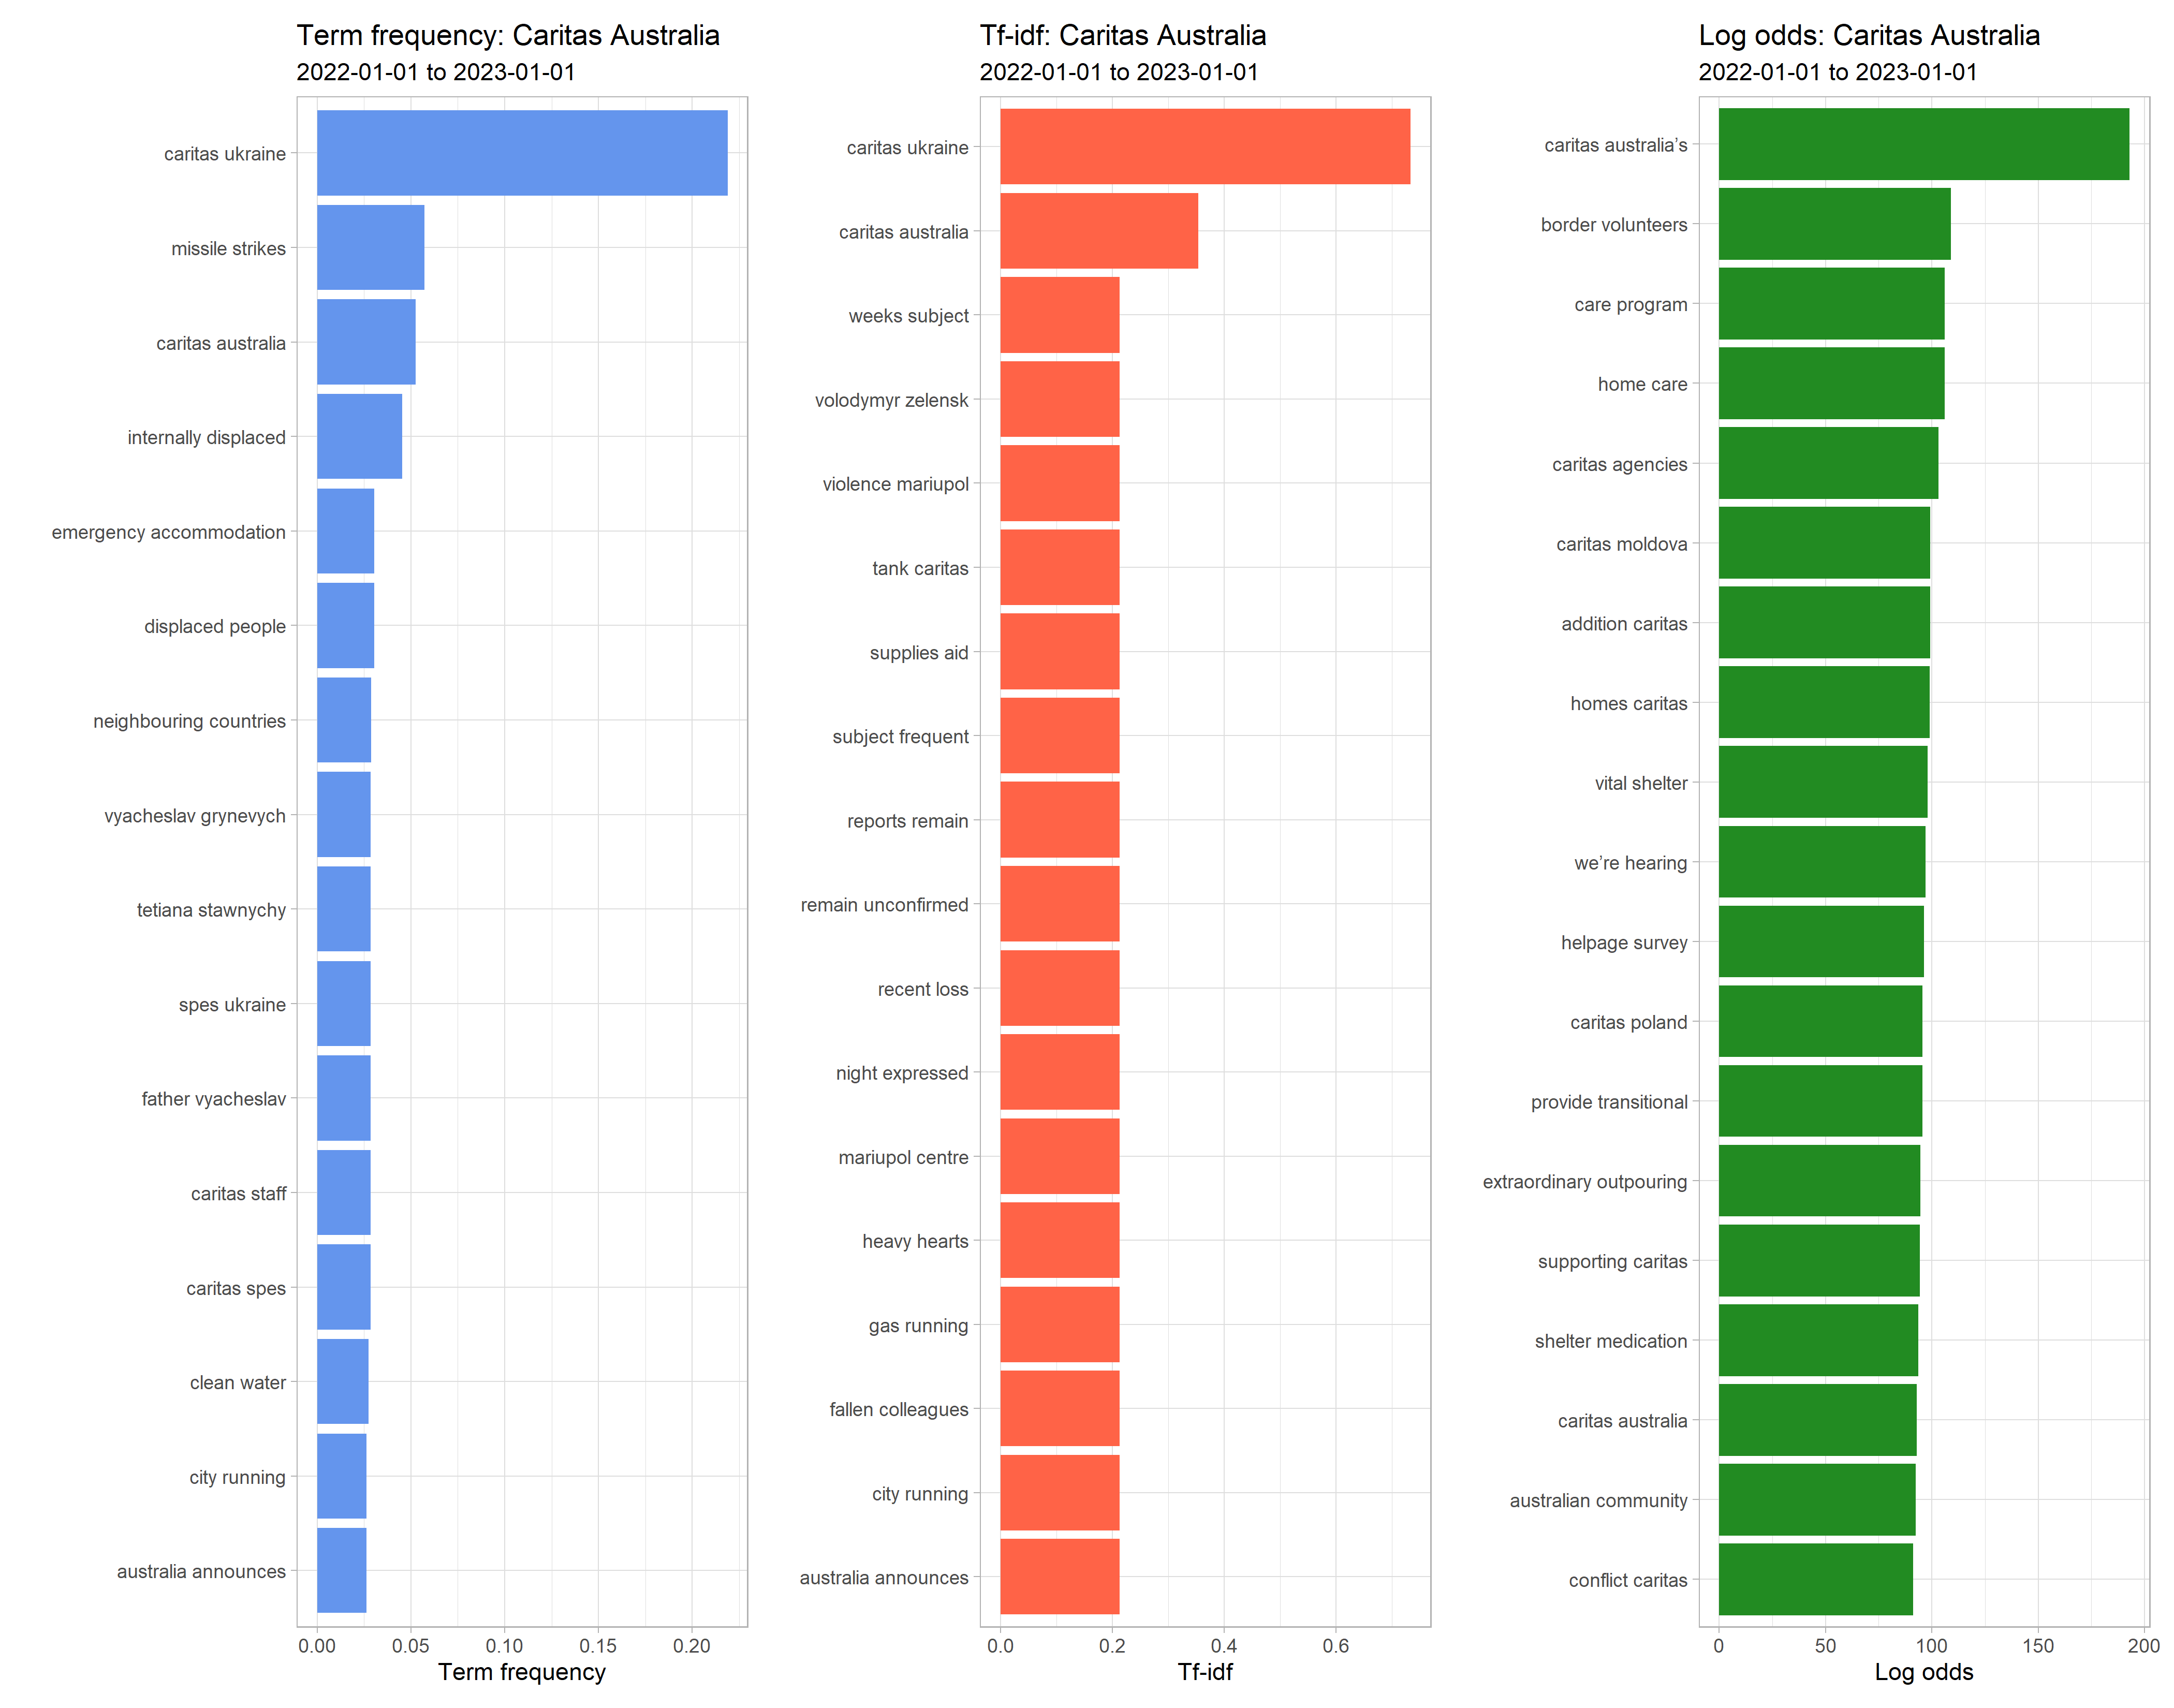 Term frequency: Caritas Australia
2022-01-01 to 2023-01-01
caritas ukraine
missile strikes
caritas australia
internally displaced
emergency accommodation
displaced people
neighbouring countries
vyacheslav grynevych
tetiana stawnychy
spes ukraine
father vyacheslav
caritas staff
caritas spes
clean water
city running
australia announces
0.00 0.05 0.10 0.15 0.20
Term frequency
Tf-idf: Caritas Australia
2022-01-01 to 2023-01-01
caritas ukraine
caritas australia
weeks subject
volodymyr zelensk
violence mariupol
tank caritas
supplies aid
subject frequent
reports remain
remain unconfirmed
recent loss
night expressed
mariupol centre
heavy hearts
gas running
fallen colleagues
city running
australia announces
0.0 0.2 0.4 0.6
Tf-idf
Log odds: Caritas Australia
2022-01-01 to 2023-01-01
caritas australia’s
border volunteers
care program
home care
caritas agencies
caritas moldova
addition caritas
homes caritas
vital shelter
we’re hearing
helpage survey
caritas poland
provide transitional
extraordinary outpouring
supporting caritas
shelter medication
caritas australia
australian community
conflict caritas
0 50 100 150 200
Log odds